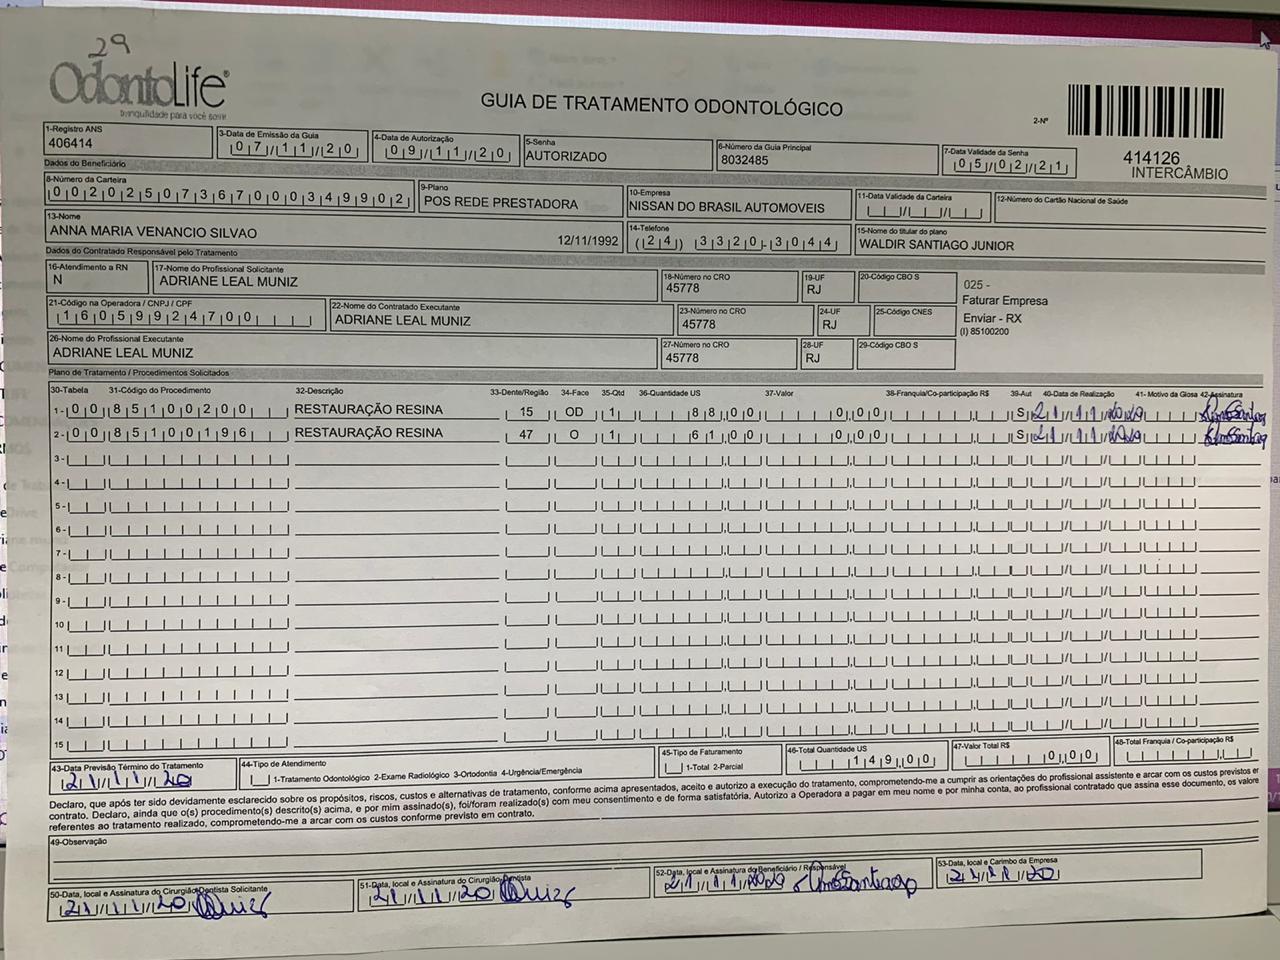 29
OdontoLife®
tranquilidade para você sorrir
GUIA DE TRATAMENTO ODONTOLÓGICO
2-Nº
414126
INTERCÂMBIO
1-Registro ANS
406414
3-Data de Emissão da Guia
07/11/20
4-Data de Autorização
09/11/20
5-Senha
AUTORIZADO
6-Número da Guia Principal
8032485
7-Data Validade da Senha
05/02/21
Dados do Beneficiário
8-Número da Carteira
00202507367000349902
9-Plano
POS REDE PRESTADORA
10-Empresa
NISSAN DO BRASIL AUTOMOVEIS
11-Data Validade da Carteira
12-Número do Cartão Nacional de Saúde
13-Nome
ANNA MARIA VENANCIO SILVAO 12/11/1992
14-Telefone
(24) 3320-3044
15-Nome do titular do plano
WALDIR SANTIAGO JUNIOR
Dados do Contratado Responsável pelo Tratamento
16-Atendimento a RN
N
17-Nome do Profissional Solicitante
ADRIANE LEAL MUNIZ
18-Número no CRO
45778
19-UF
RJ
20-Código CBO S
025 -
Faturar Empresa
Enviar - RX
(I) 85100200
21-Código na Operadora / CNPJ / CPF
16059924700
22-Nome do Contratado Executante
ADRIANE LEAL MUNIZ
23-Número no CRO
45778
24-UF
RJ
25-Código CNES
26-Nome do Profissional Executante
ADRIANE LEAL MUNIZ
27-Número no CRO
45778
28-UF
RJ
29-Código CBO S
Plano de Tratamento / Procedimentos Solicitados
30-Tabela 31-Código do Procedimento 32-Descrição 33-Dente/Região 34-Face 35-Qtd 36-Quantidade US 37-Valor 38-Franquia/Co-participação R$ 39-Aut 40-Data de Realização 41- Motivo da Glosa 42-Assinatura
1- 00 85100200 RESTAURAÇÃO RESINA 15 OD 1 88,00 0,00 S 21/11/2020
2- 00 85100196 RESTAURAÇÃO RESINA 47 O 1 61,00 0,00 S 21/11/2020
3-
4-
5-
6-
7-
8-
9-
10
11
12
13
14
15
43-Data Previsão Término do Tratamento
21/11/20
44-Tipo de Atendimento
1-Tratamento Odontológico 2-Exame Radiológico 3-Ortodontia 4-Urgência/Emergência
45-Tipo de Faturamento
1-Total 2-Parcial
46-Total Quantidade US
149,00
47-Valor Total R$
0,00
48-Total Franquia / Co-participação R$
Declaro, que após ter sido devidamente esclarecido sobre os propósitos, riscos, custos e alternativas de tratamento, conforme acima apresentados, aceito e autorizo a execução do tratamento, comprometendo-me a cumprir as orientações do profissional assistente e arcar com os custos previstos em
contrato. Declaro, ainda que o(s) procedimento(s) descrito(s) acima, e por mim assinado(s), foi/foram realizado(s) com meu consentimento e de forma satisfatória. Autorizo a Operadora a pagar em meu nome e por minha conta, ao profissional contratado que assina esse documento, os valores
referentes ao tratamento realizado, comprometendo-me a arcar com os custos conforme previsto em contrato.
49-Observação
50-Data, local e Assinatura do Cirurgião Dentista Solicitante
21/11/20
51-Data, local e Assinatura do Cirurgião Dentista
21/11/20
52-Data, local e Assinatura do Beneficiário / Responsável
21/11/2020
53-Data, local e Carimbo da Empresa
21/11/20